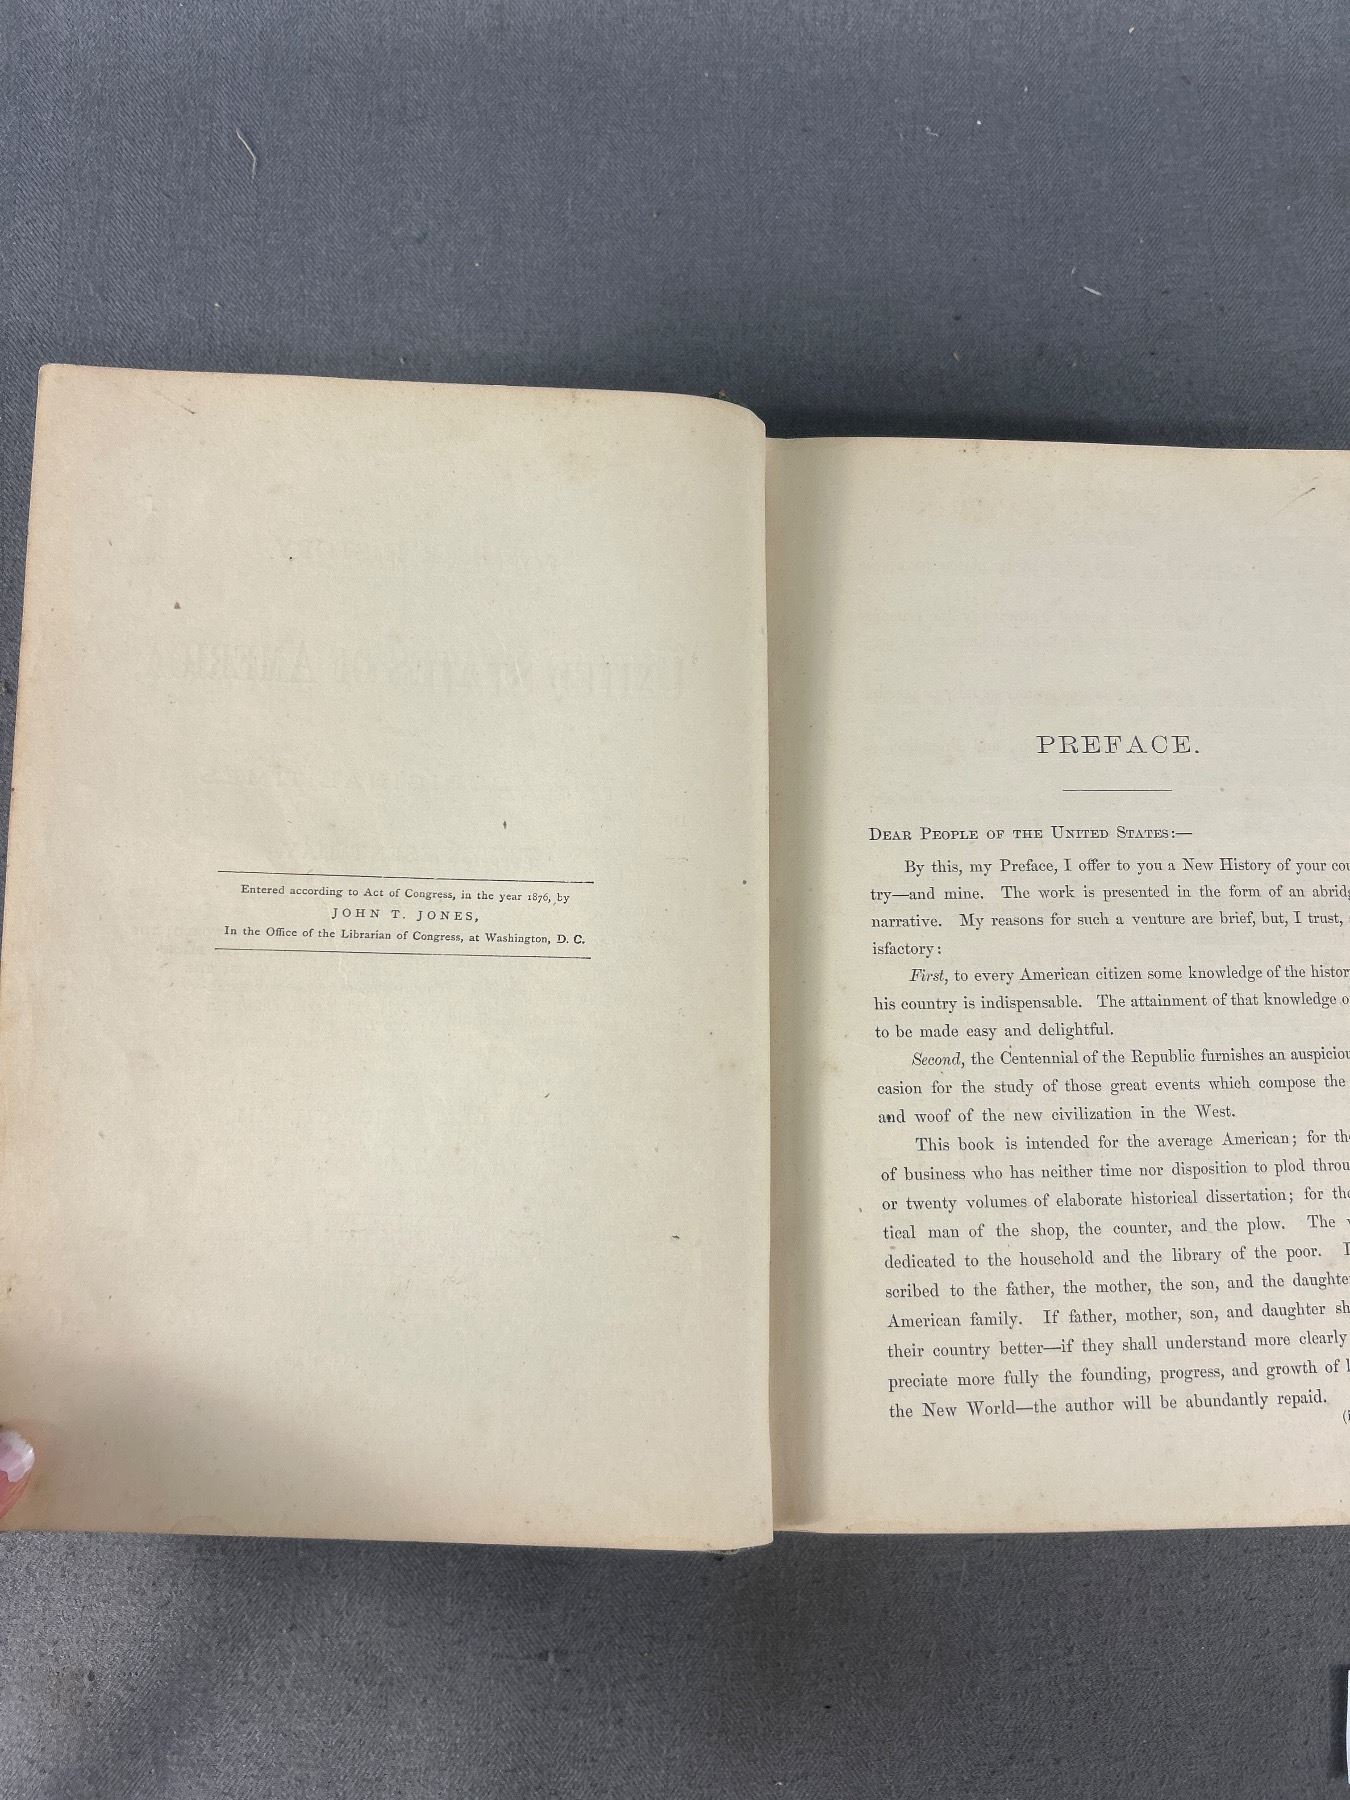 Entered according to Act of Congress, in the year 1876, by
JOHN T. JONES,
In the Office of the Librarian of Congress, at Washington, D. C.
PREFACE.
DEAR PEOPLE OF THE UNITED STATES:—
By this, my Preface, I offer to you a New History of your
try—and mine. The work is presented in the form of an
narrative. My reasons for such a venture are brief, but, I trust,
isfactory:
First, to every American citizen some knowledge of the
his country is indispensable. The attainment of that knowledge
to be made easy and delightful.
Second, the Centennial of the Republic furnishes an
casion for the study of those great events which compose the
and woof of the new civilization in the West.
This book is intended for the average American; for
of business who has neither time nor disposition to plod
or twenty volumes of elaborate historical dissertation; for
tical man of the shop, the counter, and the plow. The
dedicated to the household and the library of the poor.
scribed to the father, the mother, the son, and the
American family. If father, mother, son, and daughter
their country better—if they shall understand more clearly
preciate more fully the founding, progress, and growth of
the New World—the author will be abundantly repaid.